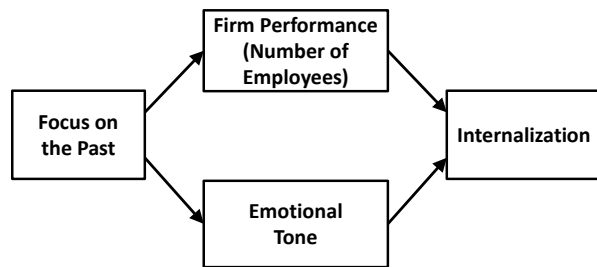 Firm Performance
(Number of
Employees)
Focus on
the Past
Internalization
Emotional
Tone